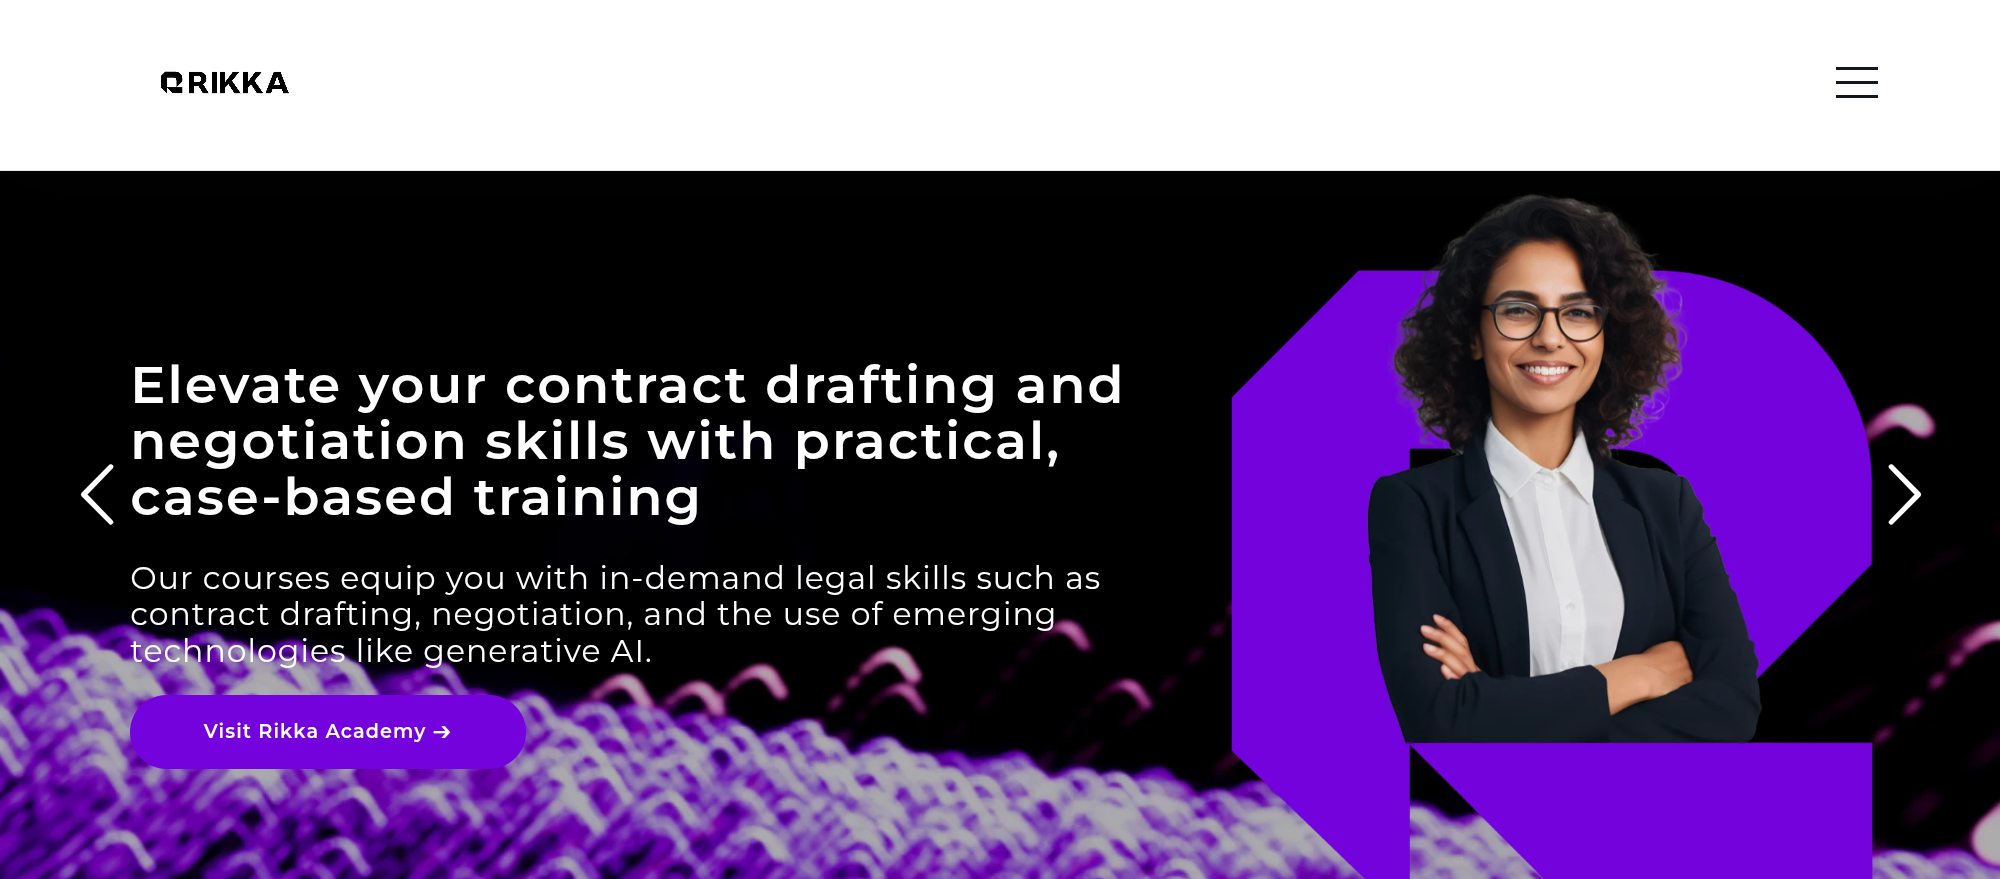 RIKKA
Elevate your contract drafting and
negotiation skills with practical,
case-based training
Our courses equip you with in-demand legal skills such as
contract drafting, negotiation, and the use of emerging
technologies like generative AI.
Visit Rikka Academy →